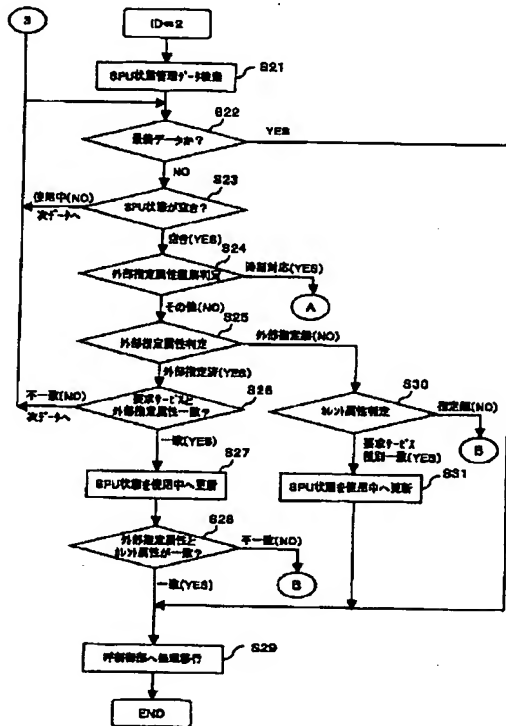 3
ID=2
SPU状態管理データ検索
S21
S22
最終データか?
YES
NO
S23
使用中(NO)
次データへ
SPU状態が空台?
空台(YES)
S24
外部指定属性種別判定
(YES)
A
その他(NO)
S25
外部指定属性判定
外部指定無(NO)
外部指定済(YES)
不一致(NO)
次データへ
要求サービスと
外部指定属性一致?
S26
S30
カレント属性判定
指定無(NO)
B
一致(YES)
S27
SPU状態を使用中へ更新
要求サービス
種別一致(YES)
S31
SPU状態を使用中へ更新
S28
外部指定属性と
カレント属性が一致?
不一致(NO)
B
一致(YES)
S29
呼制御部へ処理移行
END